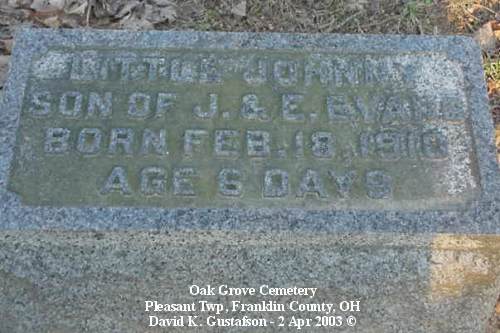 LITTLE JOHNNY
SON OF J. & E. EVANS
BORN FEB. 18, 1910
AGE 6 DAYS
Oak Grove Cemetery
Pleasant Twp, Franklin County, OH
David K. Gustafson - 2 Apr 2003 ©